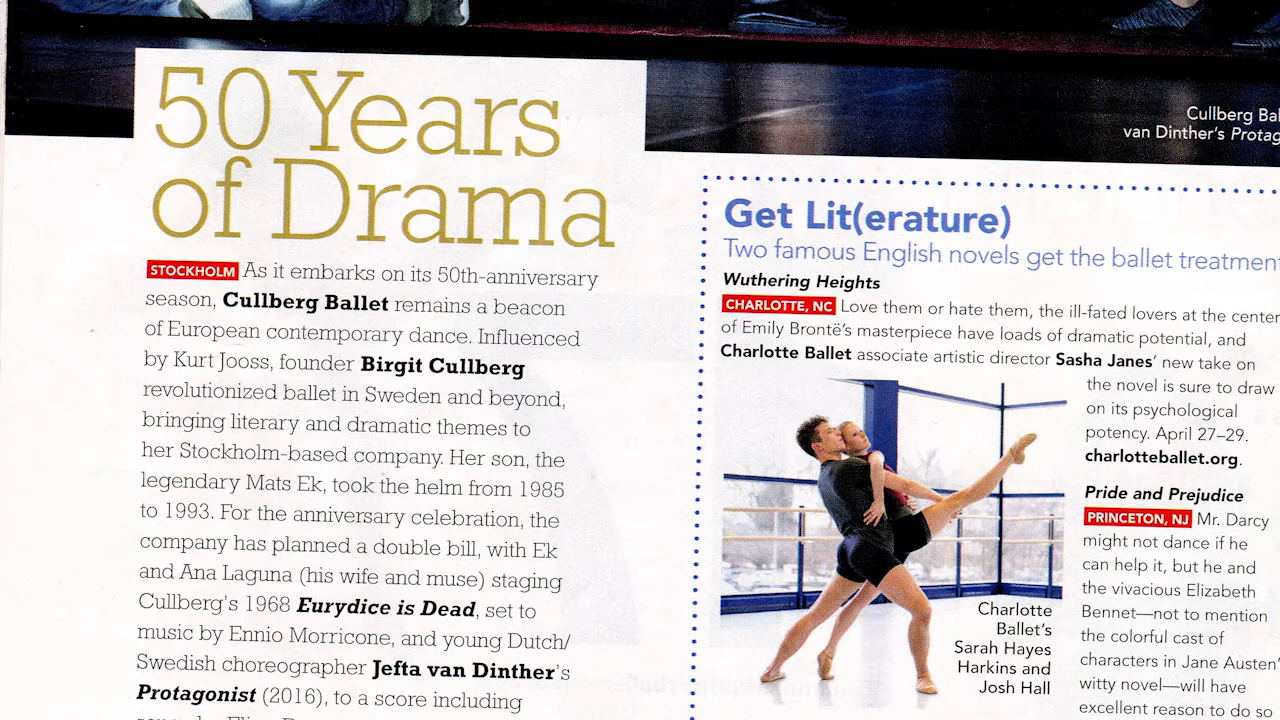 50 Years
of Drama
STOCKHOLM As it embarks on its 50th-anniversary
season, Cullberg Ballet remains a beacon
of European contemporary dance. Influenced
by Kurt Jooss, founder Birgit Cullberg
revolutionized ballet in Sweden and beyond,
bringing literary and dramatic themes to
her Stockholm-based company. Her son, the
legendary Mats Ek, took the helm from 1985
to 1993. For the anniversary celebration, the
company has planned a double bill, with Ek
and Ana Laguna (his wife and muse) staging
Cullberg's 1968 Eurydice is Dead, set to
music by Ennio Morricone, and young Dutch/
Swedish choreographer Jefta van Dinther's
Protagonist (2016), to a score including
Cullberg
van Dinther's
Get Lit(erature)
Two famous English novels get the ballet treatment
Wuthering Heights
CHARLOTTE, NC Love them or hate them, the ill-fated lovers at the center
of Emily Brontë's masterpiece have loads of dramatic potential, and
Charlotte Ballet associate artistic director Sasha Janes' new take on
the novel is sure to draw
on its psychological
potency. April 27–29.
charlotteballet.org.
Pride and Prejudice
PRINCETON, NJ Mr. Darcy
might not dance if he
can help it, but he and
the vivacious Elizabeth
Bennet—not to mention
the colorful cast of
characters in Jane Austen'
witty novel—will have
excellent reason to do so
Charlotte
Ballet's
Sarah Hayes
Harkins and
Josh Hall